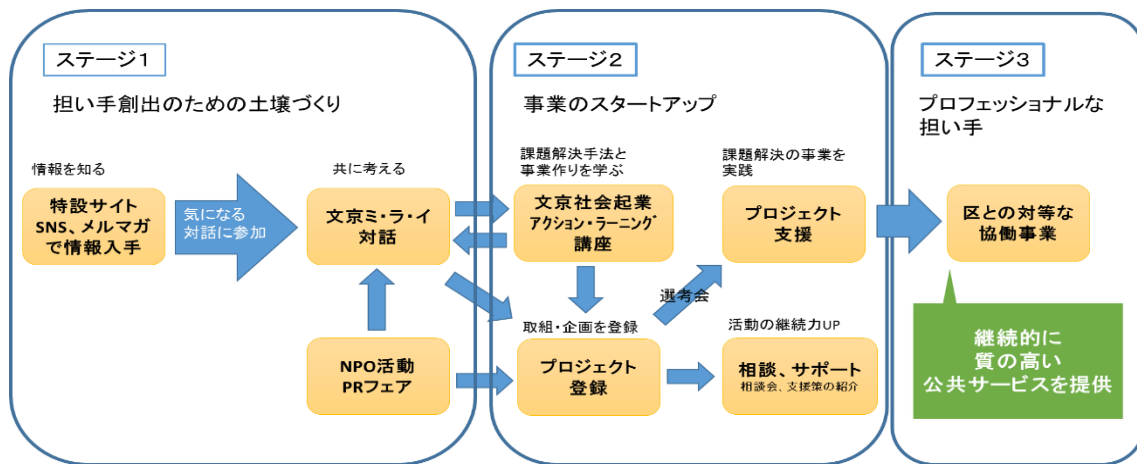 ステージ1
担い手創出のための土壌づくり
情報を知る
特設サイト
SNS、メルマガ
で情報入手
気になる
対話に参加
共に考える
文京ミ・ラ・イ
対話
NPO活動
PRフェア
ステージ2
事業のスタートアップ
課題解決手法と
事業作りを学ぶ
文京社会起業
アクション・ラーニング
講座
取組・企画を登録
プロジェクト
登録
選考会
課題解決の事業を
実践
プロジェクト
支援
活動の継続力UP
相談、サポート
相談会、支援策の紹介
ステージ3
プロフェッショナルな
担い手
区との対等な
協働事業
継続的に
質の高い
公共サービスを提供